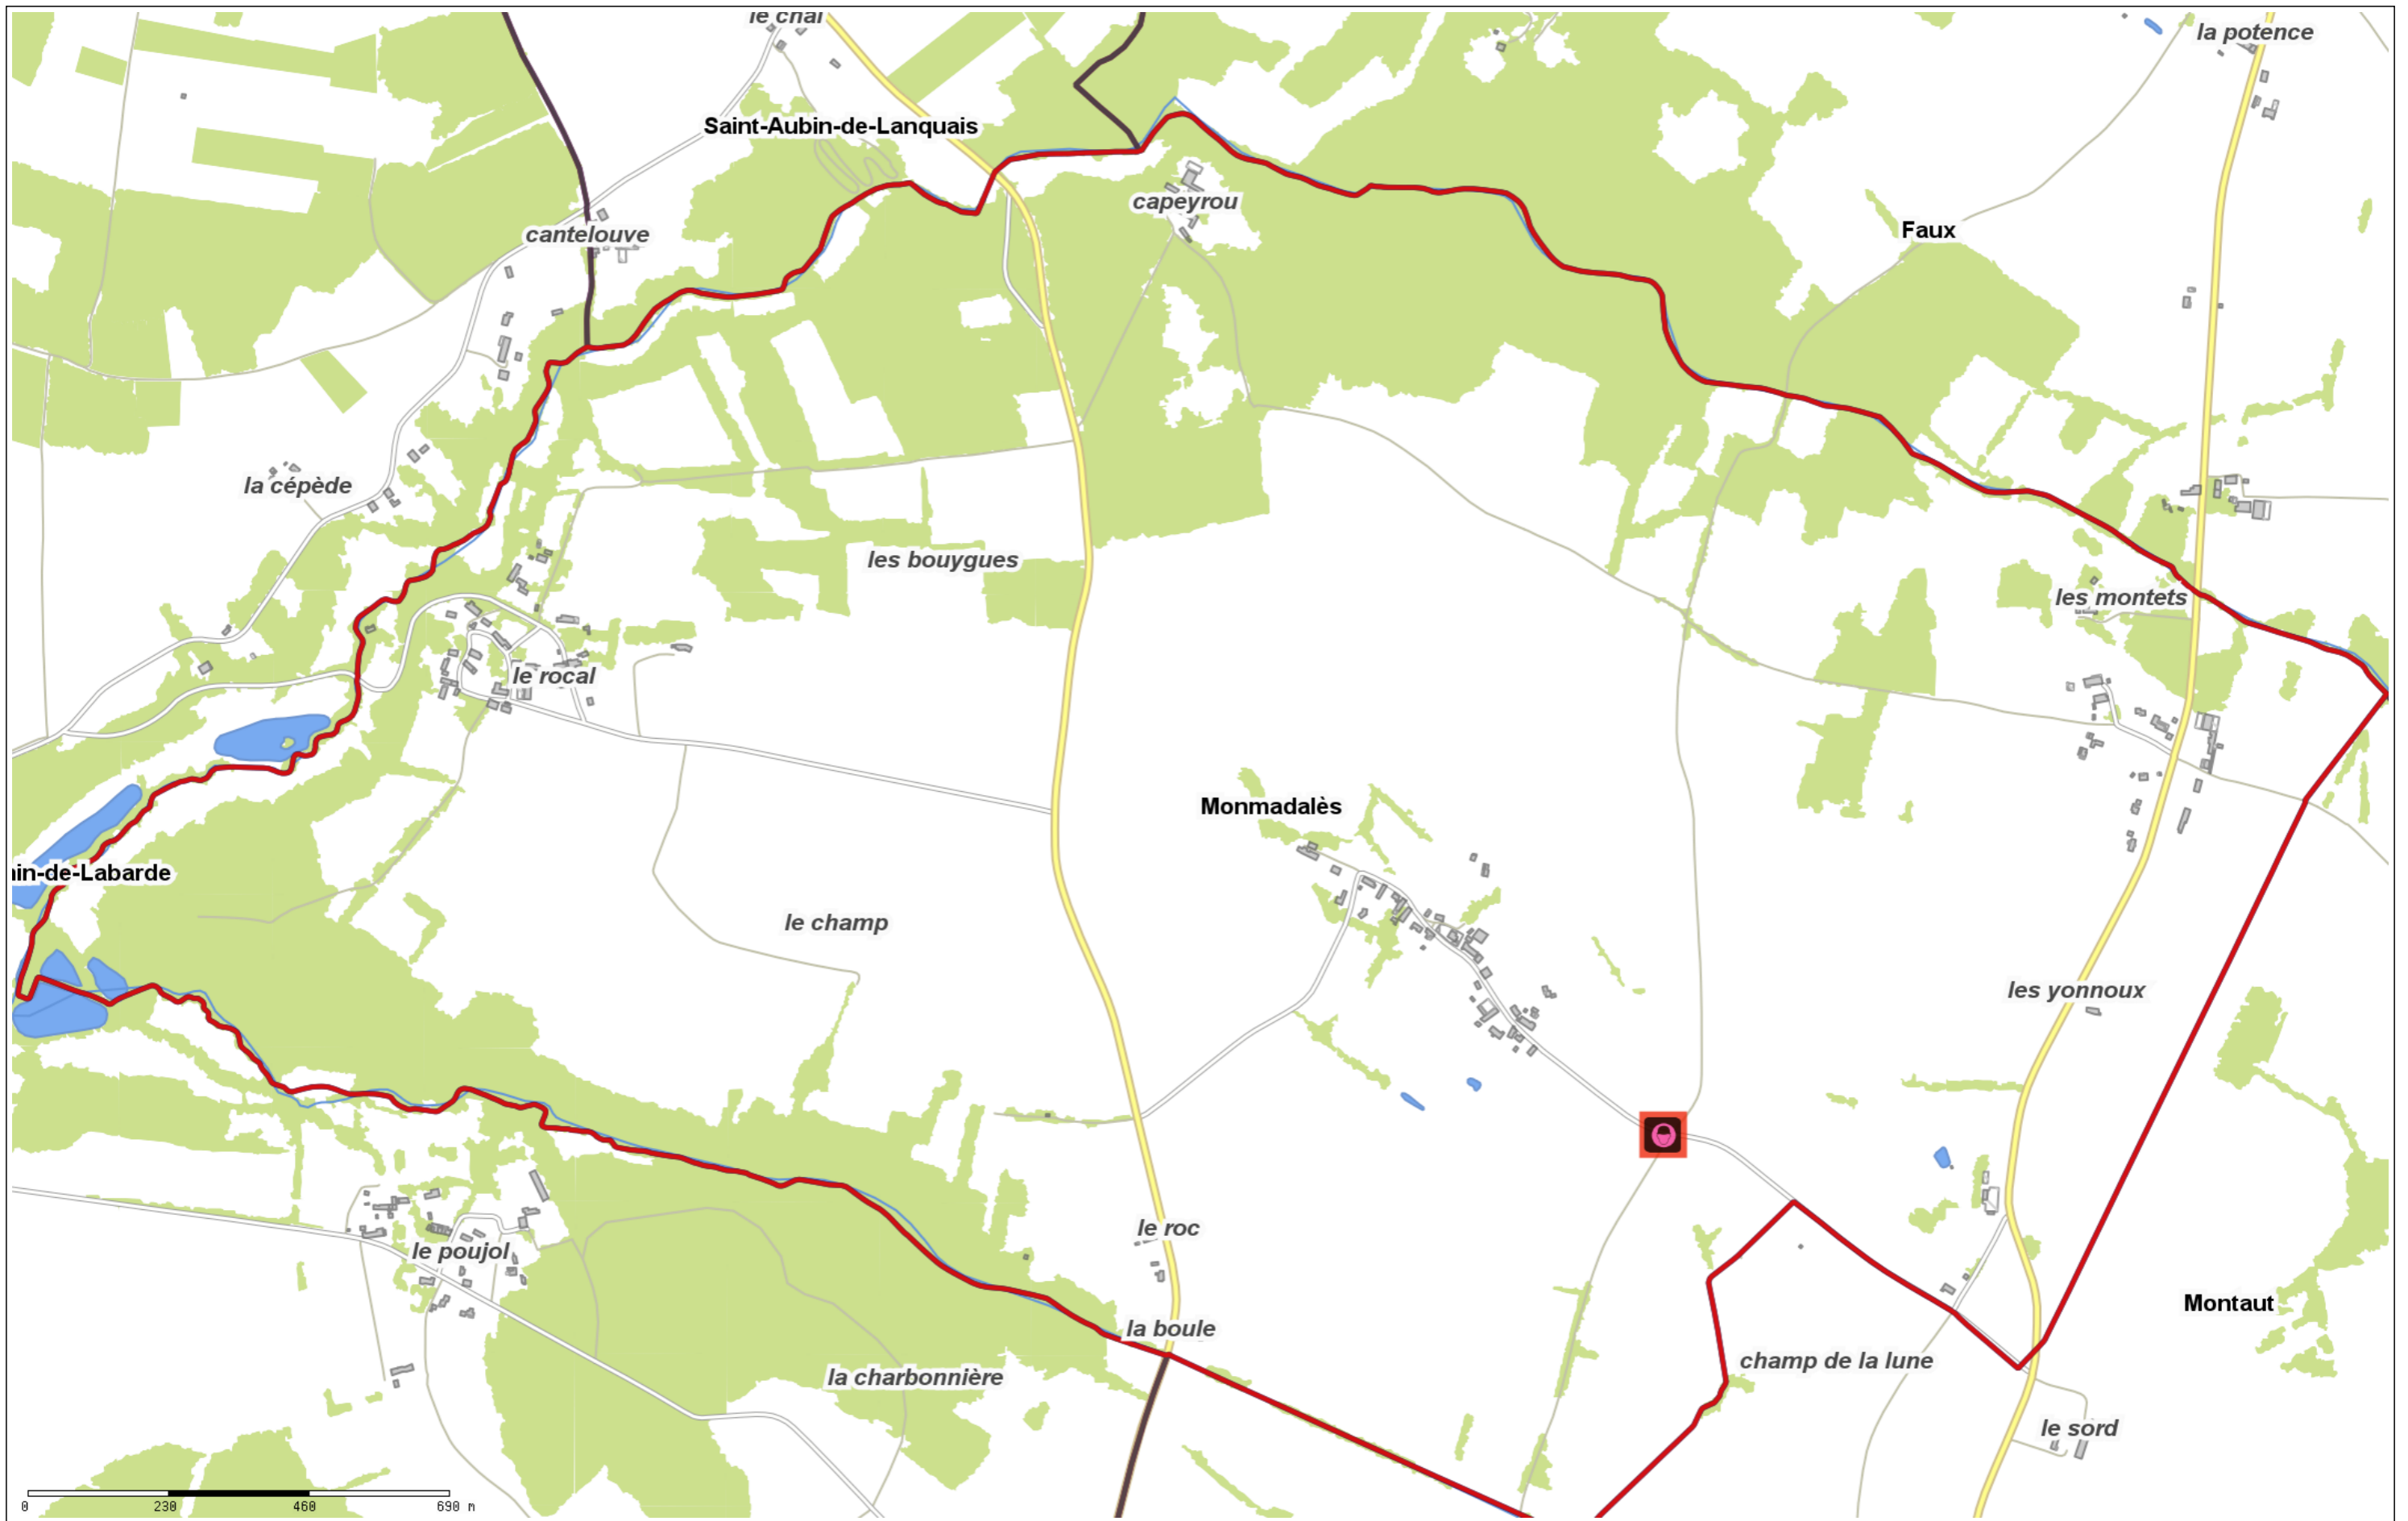 le chai
la potence
Saint-Aubin-de-Lanquais
capeyrou
Faux
cantelouve
la cépède
les bouygues
les montets
le rocal
Monmadalès
in-de-Labarde
le champ
les yonnoux
le roc
le poujol
Montaut
la boule
champ de la lune
la charbonnière
le sord
0 230 460 690 m